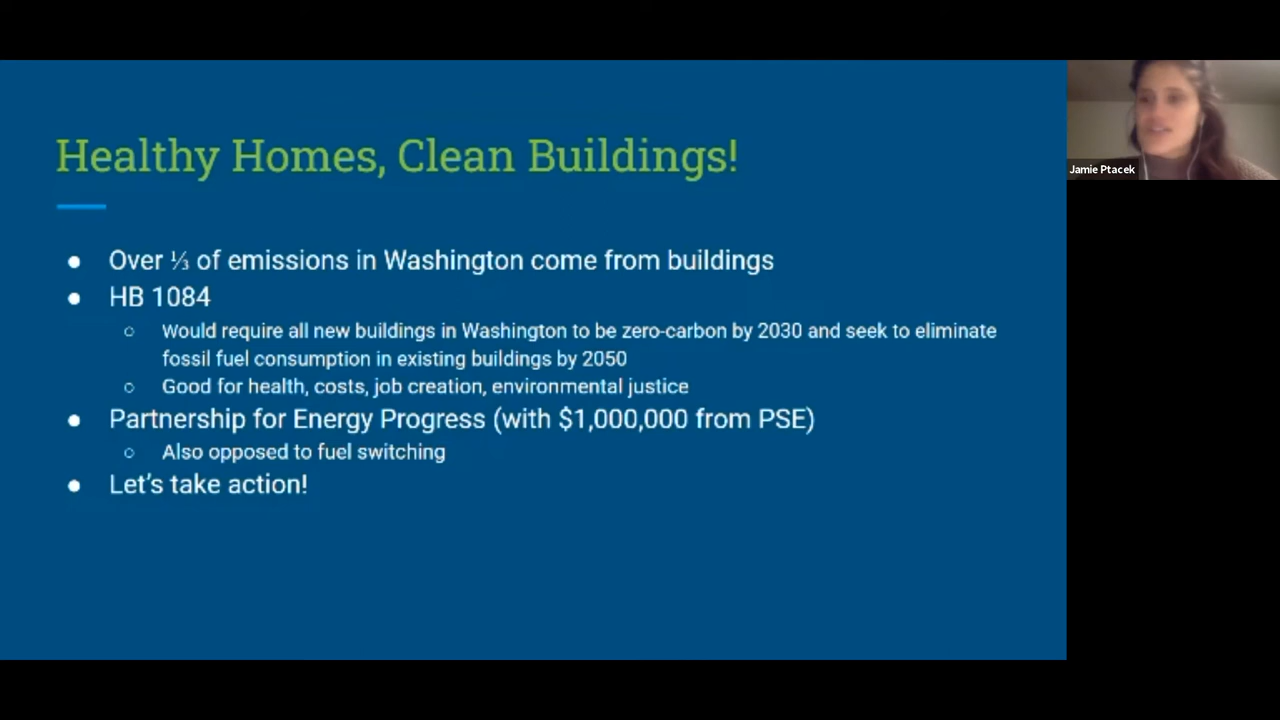 Healthy Homes, Clean Buildings!
● Over ⅓ of emissions in Washington come from buildings
● HB 1084
○ Would require all new buildings in Washington to be zero-carbon by 2030 and seek to eliminate
fossil fuel consumption in existing buildings by 2050
○ Good for health, costs, job creation, environmental justice
● Partnership for Energy Progress (with $1,000,000 from PSE)
○ Also opposed to fuel switching
● Let's take action!
Jamie Ptacek